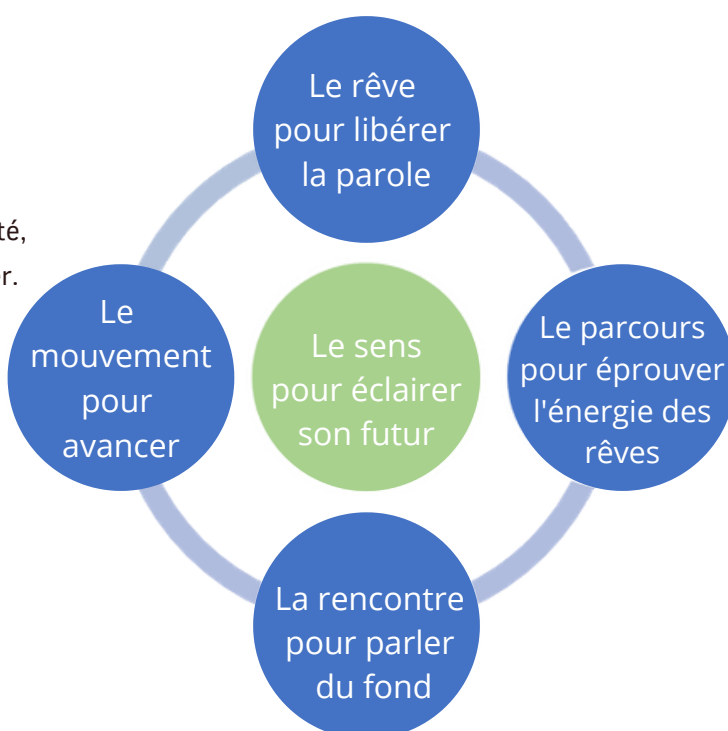 Le rêve
pour libérer
la parole
té,
r.
Le
mouvement
pour
avancer
Le sens
pour éclairer
son futur
Le parcours
pour éprouver
l'énergie des
rêves
La rencontre
pour parler
du fond